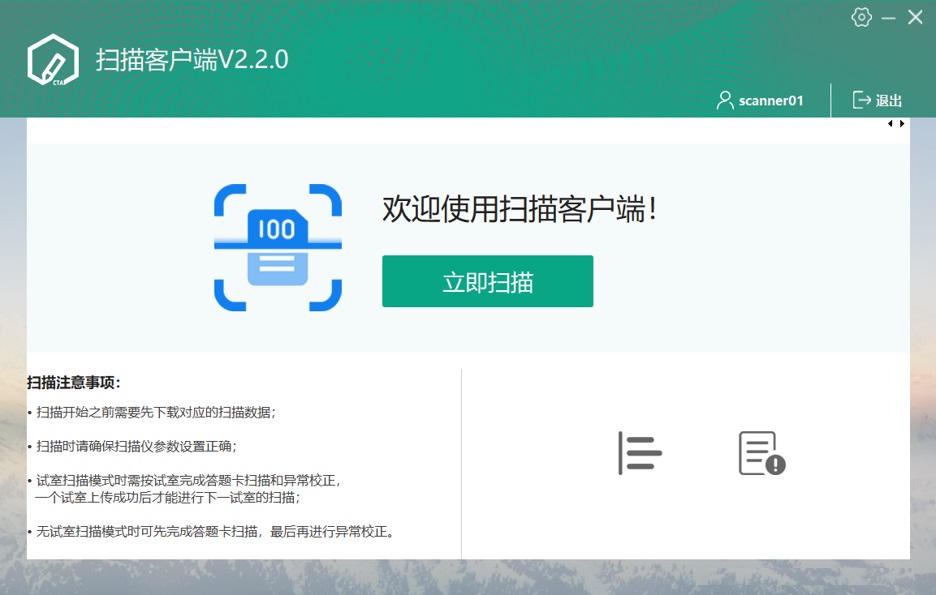 扫描客户端V2.2.0
CTA
scanner01
退出
100
欢迎使用扫描客户端！
立即扫描
扫描注意事项：
• 扫描开始之前需要先下载对应的扫描数据；
• 扫描时请确保扫描仪参数设置正确；
• 试室扫描模式时需按试室完成答题卡扫描和异常校正，
一个试室上传成功后才能进行下一试室的扫描；
• 无试室扫描模式时可先完成答题卡扫描，最后再进行异常校正。